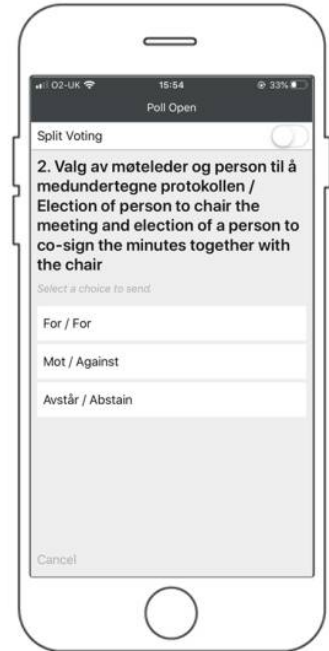 O2-UK 15:54 33%
Poll Open
Split Voting
2. Valg av møteleder og person til å
medundertegne protokollen /
Election of person to chair the
meeting and election of a person to
co-sign the minutes together with
the chair
Select a choice to send.
For / For
Mot / Against
Avstår / Abstain
Cancel